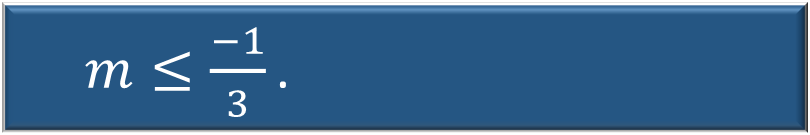 m ≤ −1/3 .